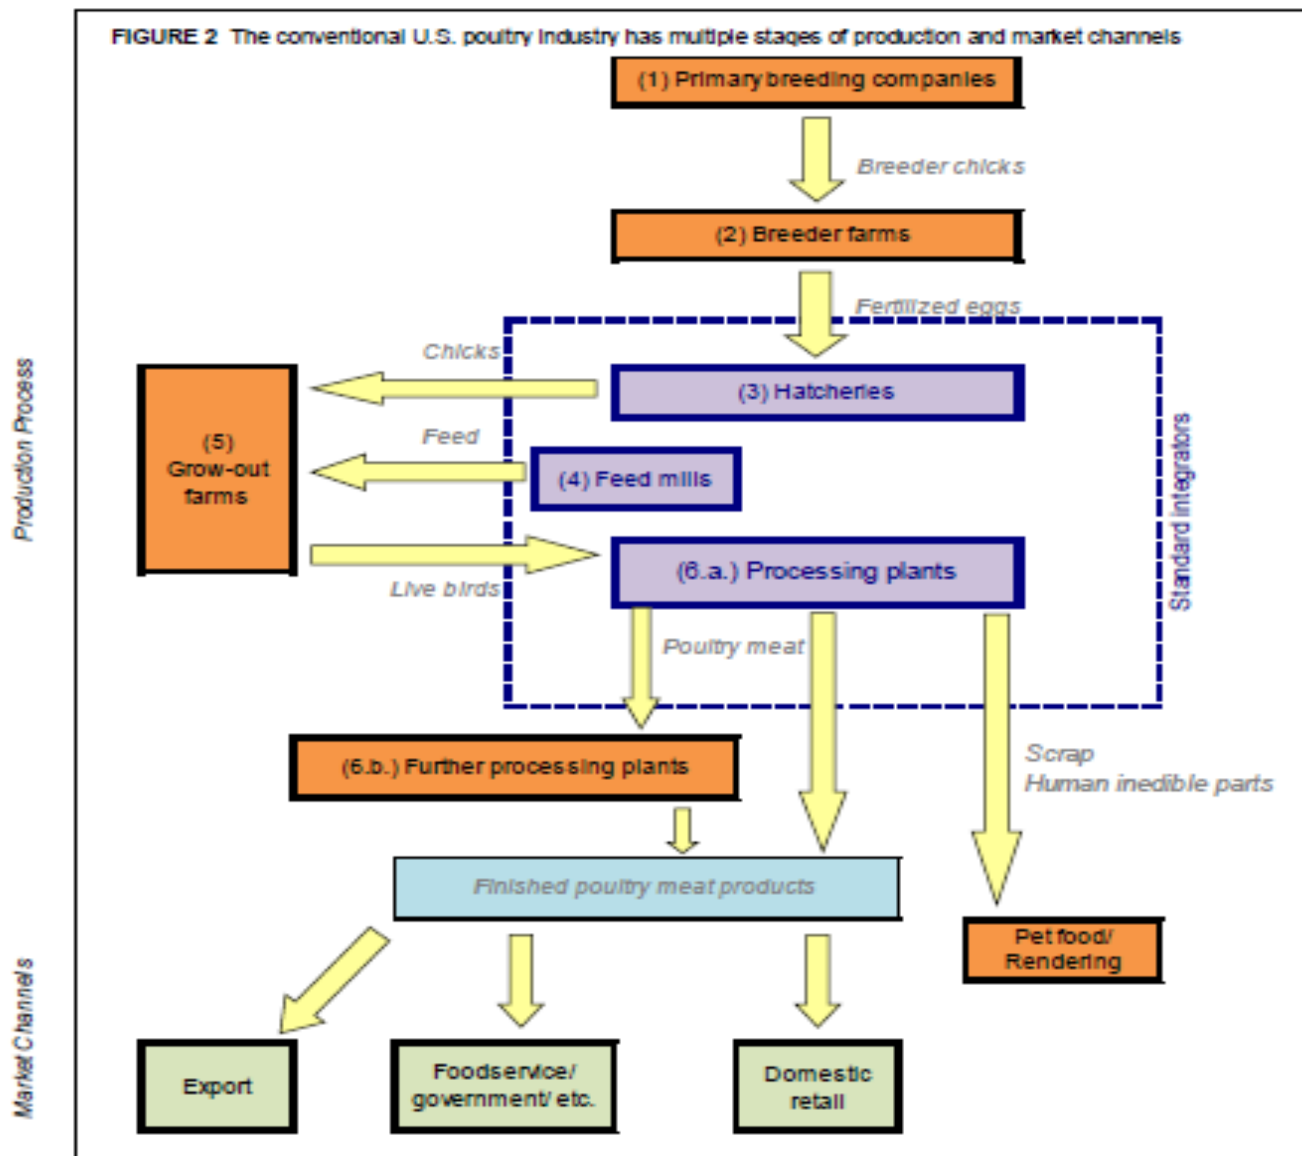 FIGURE 2 The conventional U.S. poultry industry has multiple stages of production and market channels
(1) Primary breeding companies
Breeder chicks
(2) Breeder farms
Fertilized eggs
Chicks
(3) Hatcheries
(5)
Grow-out
farms
Feed
(4) Feed mills
(6.a.) Processing plants
Live birds
Poultry meat
Standard integrators
Production Process
(6.b.) Further processing plants
Scrap
Human inedible parts
Finished poultry meat products
Pet food/
Rendering
Market Channels
Export
Foodservice/
government/ etc.
Domestic
retail